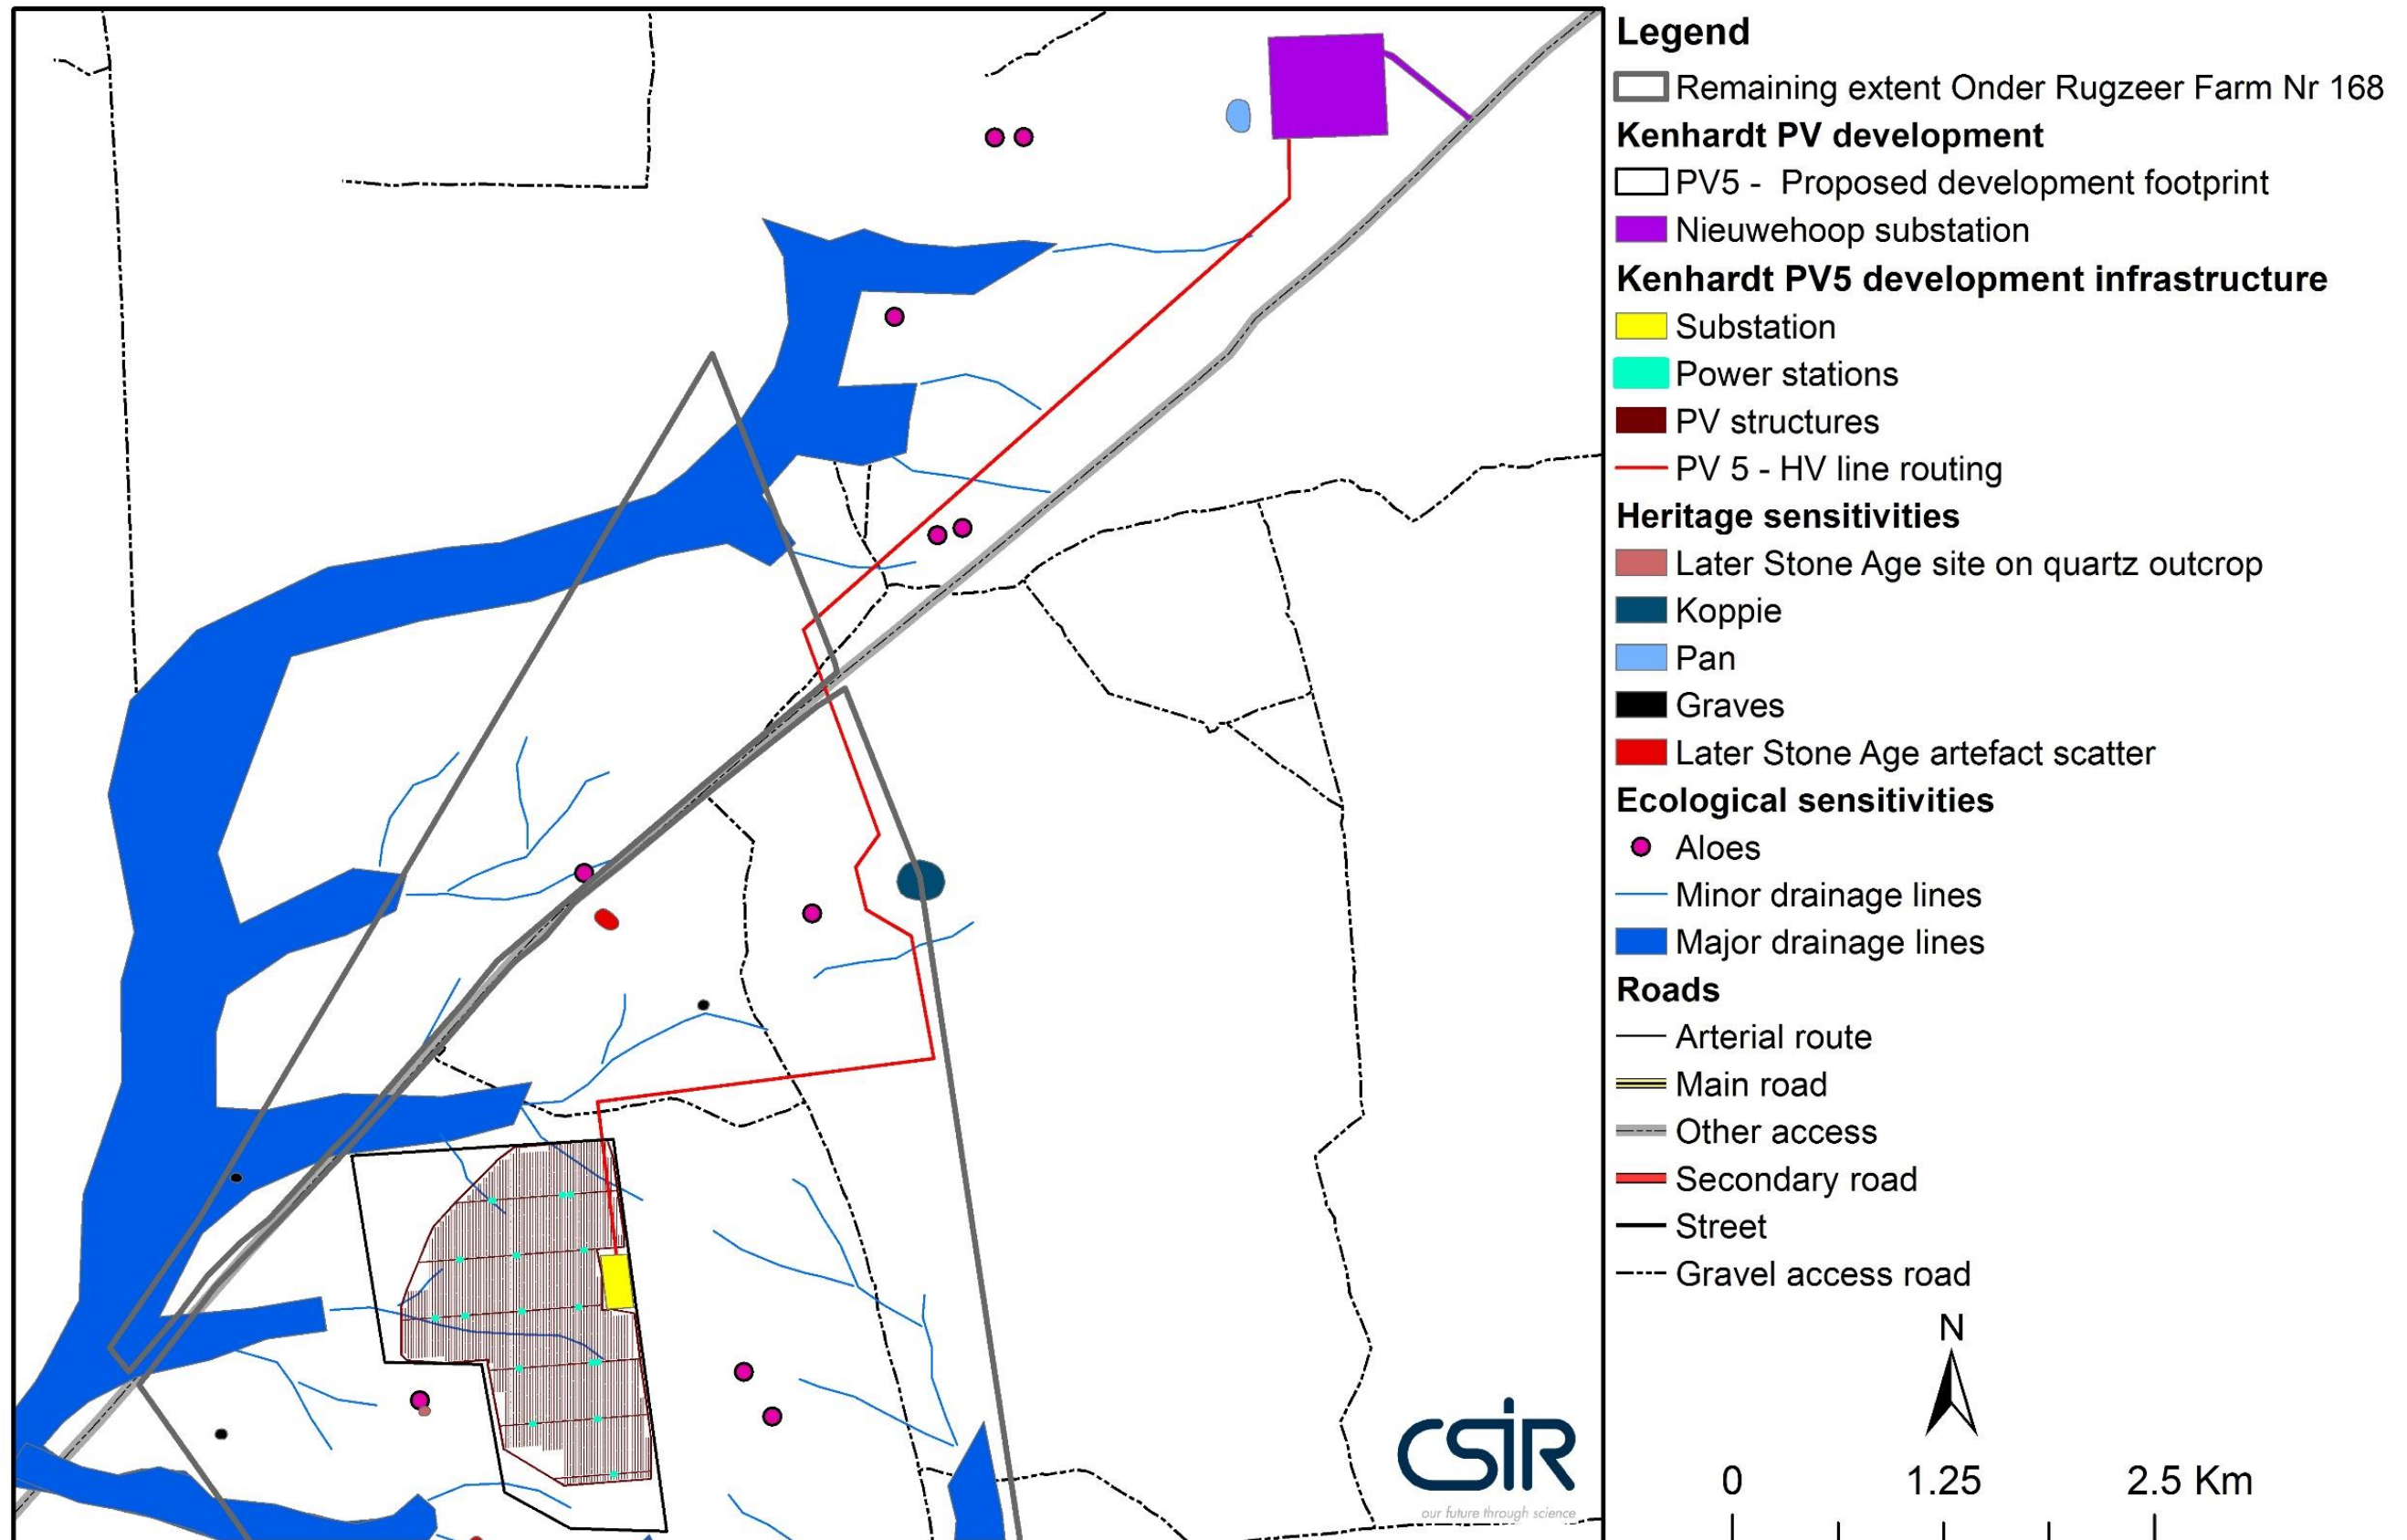 Legend
Remaining extent Onder Rugzeer Farm Nr 168
Kenhardt PV development
PV5 - Proposed development footprint
Nieuwehoop substation
Kenhardt PV5 development infrastructure
Substation
Power stations
PV structures
PV 5 - HV line routing
Heritage sensitivities
Later Stone Age site on quartz outcrop
Koppie
Pan
Graves
Later Stone Age artefact scatter
Ecological sensitivities
Aloes
Minor drainage lines
Major drainage lines
Roads
Arterial route
Main road
Other access
Secondary road
Street
Gravel access road
N
0 1.25 2.5 Km
CSIR
our future through science